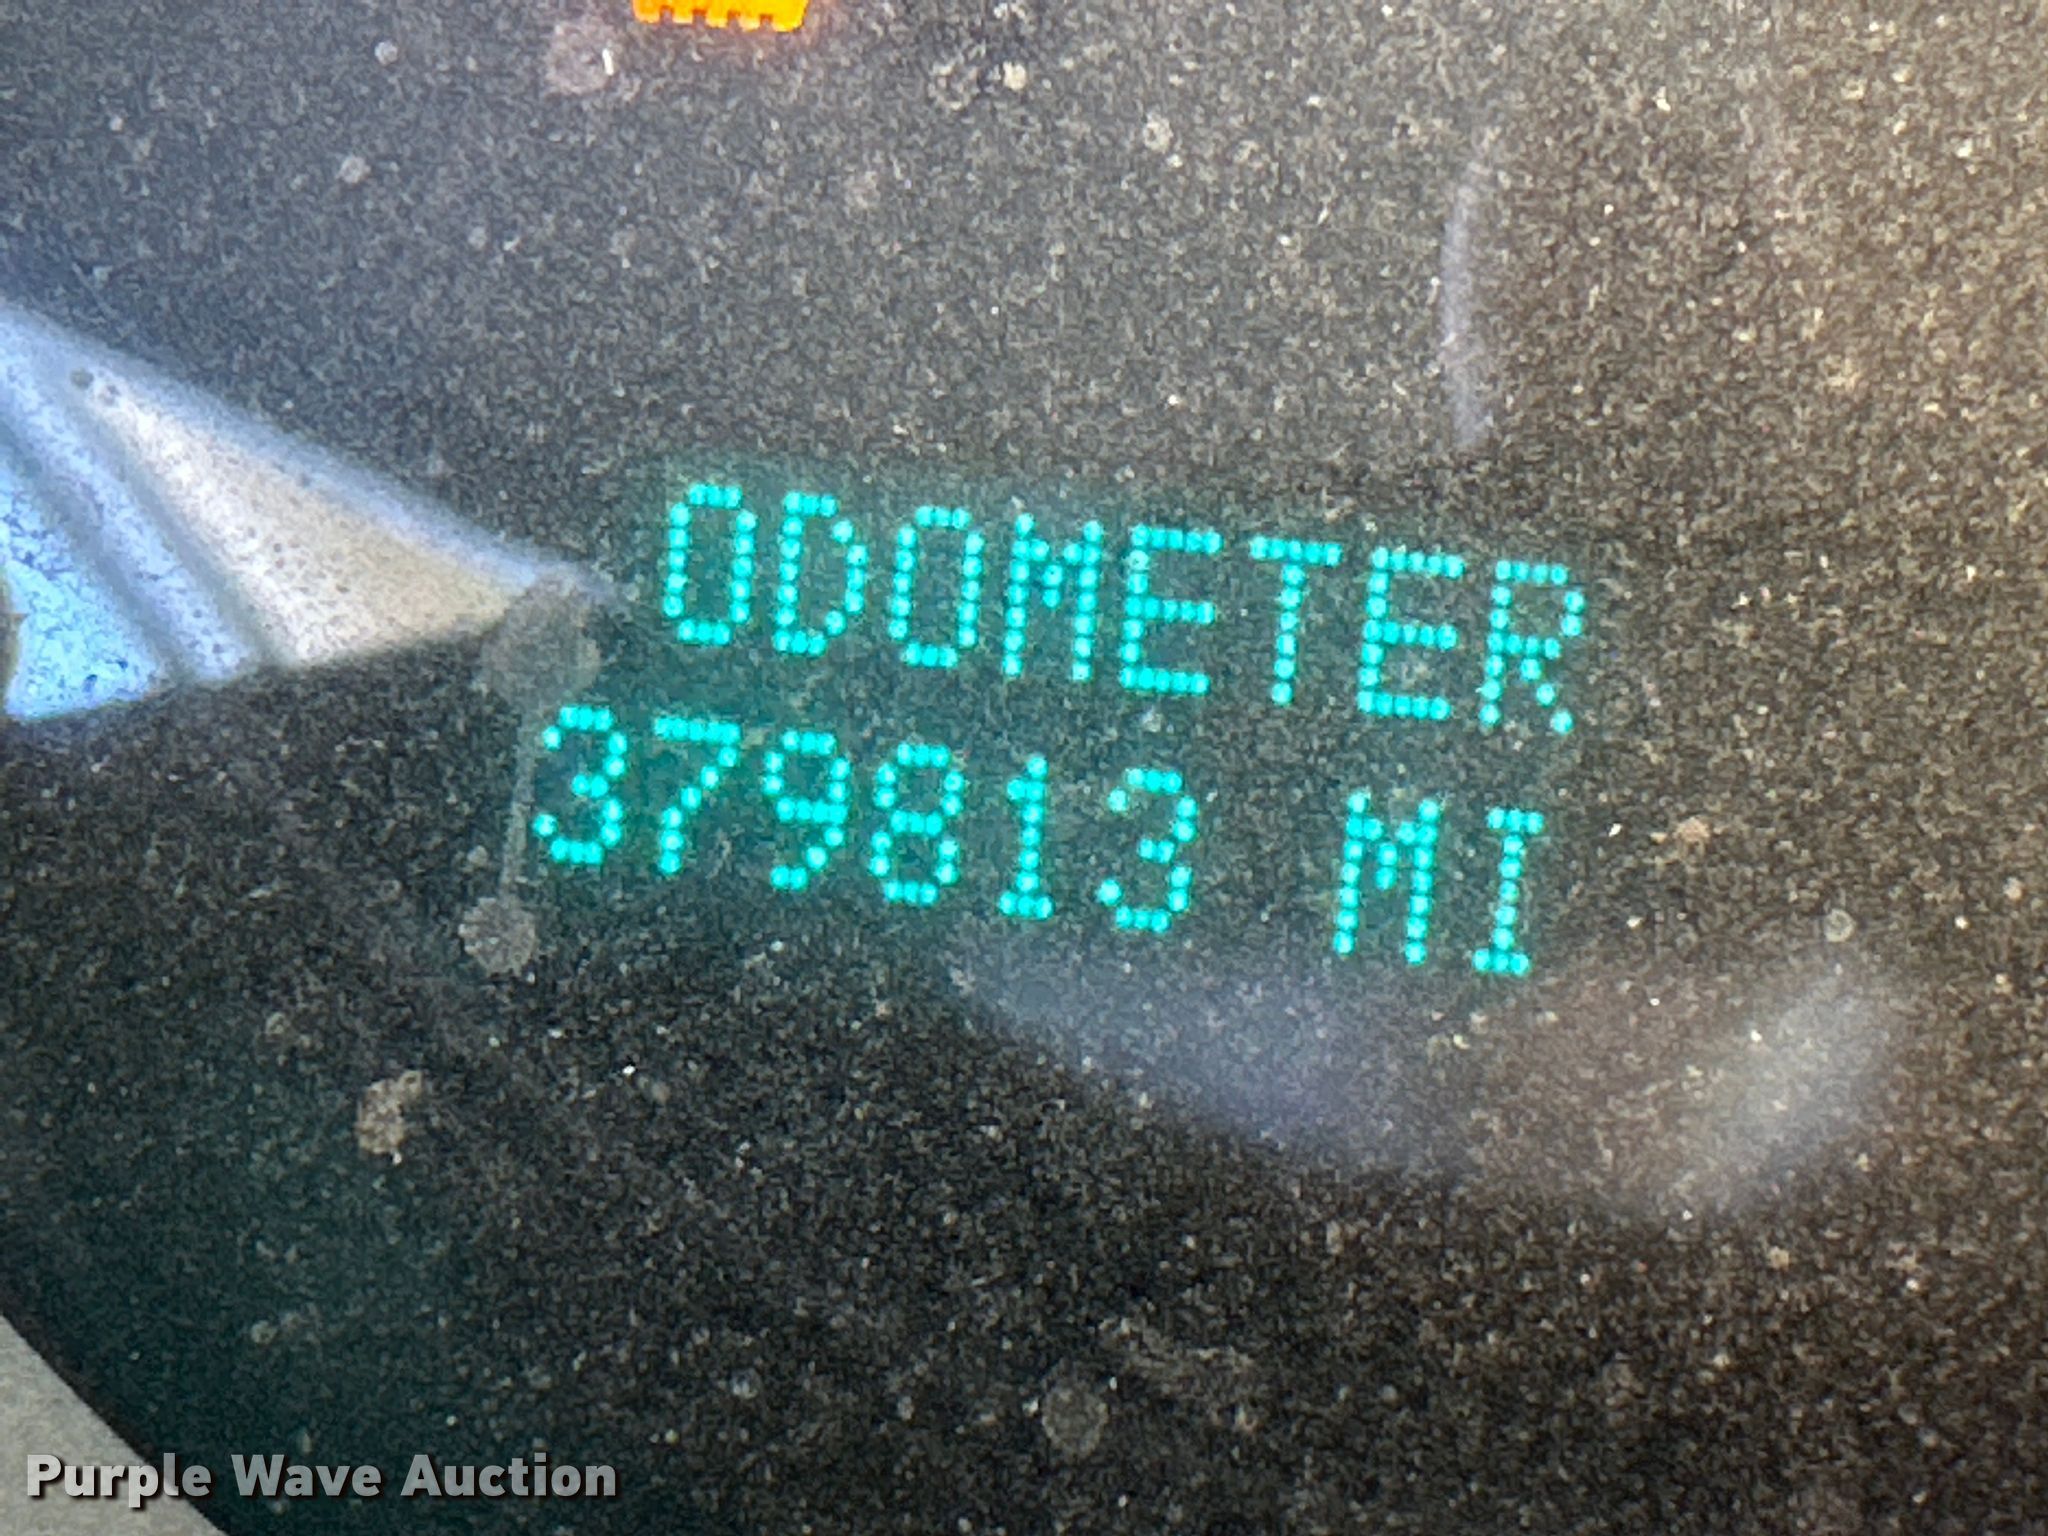 ODOMETER
379813 MI
Purple Wave Auction